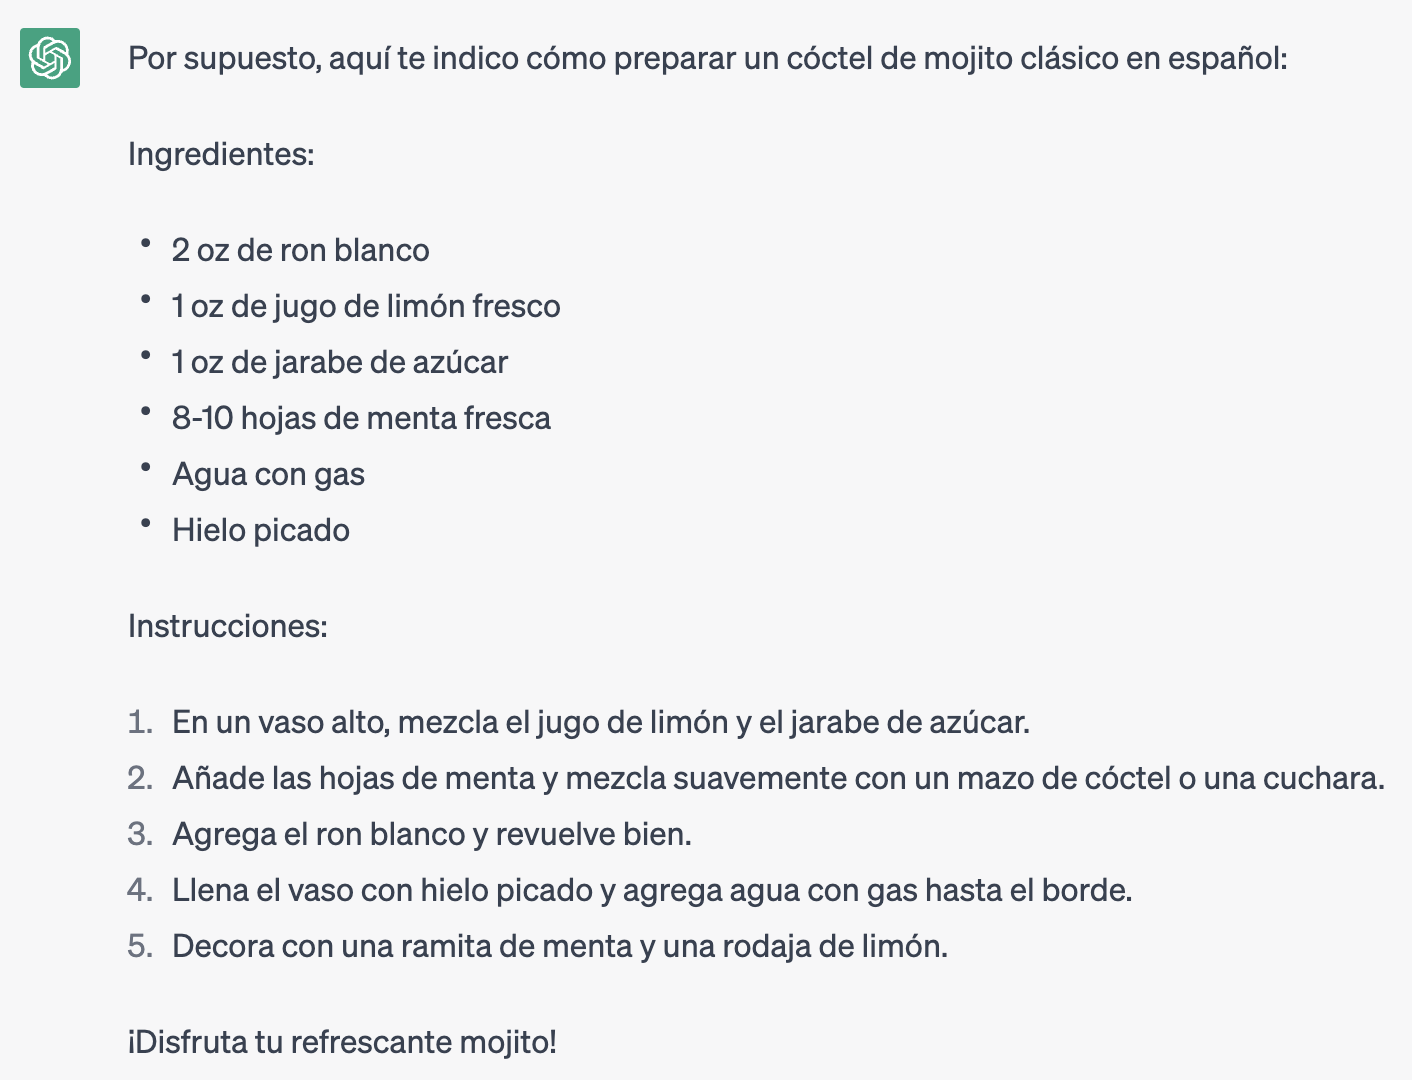 Por supuesto, aquí te indico cómo preparar un cóctel de mojito clásico en español:
Ingredientes:
• 2 oz de ron blanco
• 1 oz de jugo de limón fresco
• 1 oz de jarabe de azúcar
• 8-10 hojas de menta fresca
• Agua con gas
• Hielo picado
Instrucciones:
1. En un vaso alto, mezcla el jugo de limón y el jarabe de azúcar.
2. Añade las hojas de menta y mezcla suavemente con un mazo de cóctel o una cuchara.
3. Agrega el ron blanco y revuelve bien.
4. Llena el vaso con hielo picado y agrega agua con gas hasta el borde.
5. Decora con una ramita de menta y una rodaja de limón.
¡Disfruta tu refrescante mojito!